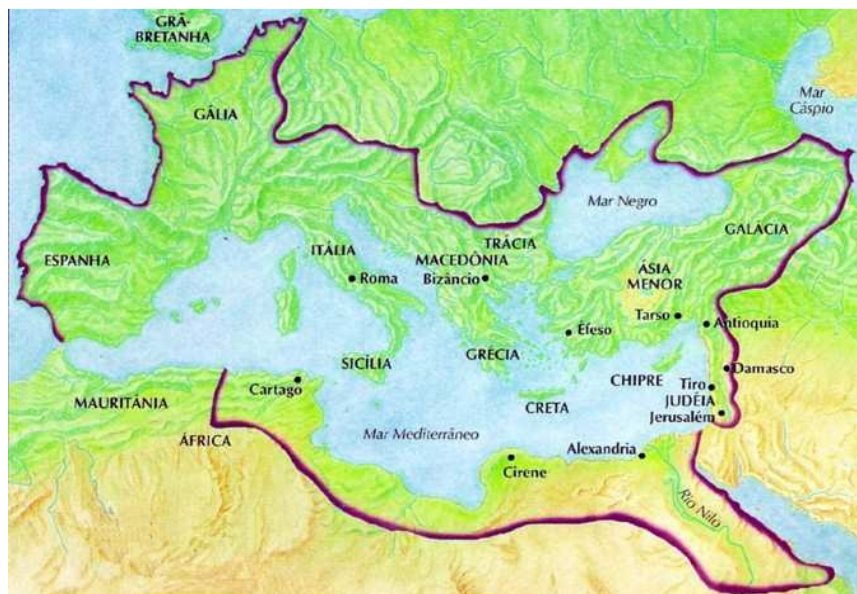 GRÃ-
BRETANHA
GÁLIA
Mar
Cáspio
Mar Negro
GALÁCIA
TRÁCIA
ITÁLIA
MACEDÔNIA
ESPANHA
Roma
Bizâncio
ÁSIA
MENOR
Tarso
Antioquia
Éfeso
GRÉCIA
SICÍLIA
Damasco
CHIPRE
Tiro
Cartago
MAURITÂNIA
CRETA
JUDÉIA
Jerusalém
ÁFRICA
Mar Mediterrâneo
Alexandria
Cirene
Rio Nilo